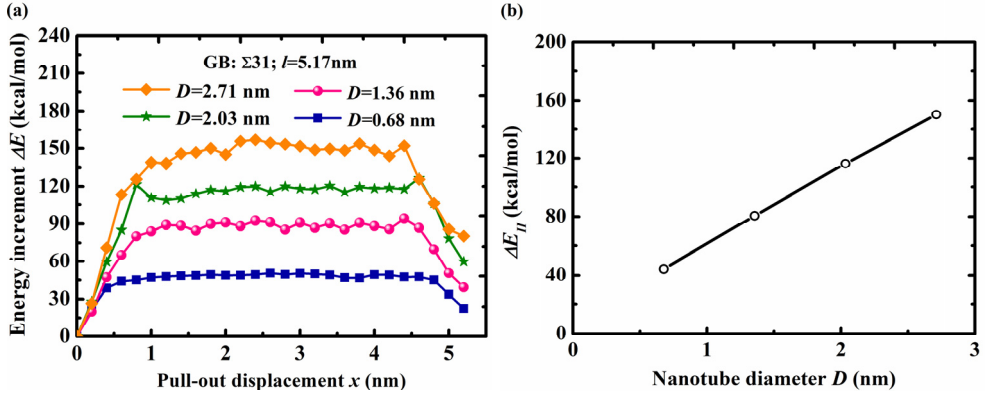 (a)
Energy increment ΔE (kcal/mol)
240
210
180
150
120
90
60
30
0
GB: Σ31; l=5.17nm
D=2.71 nm
D=1.36 nm
D=2.03 nm
D=0.68 nm
0 1 2 3 4 5
Pull-out displacement x (nm)
(b)
ΔE_II (kcal/mol)
200
160
120
80
40
0
0 1 2 3
Nanotube diameter D (nm)